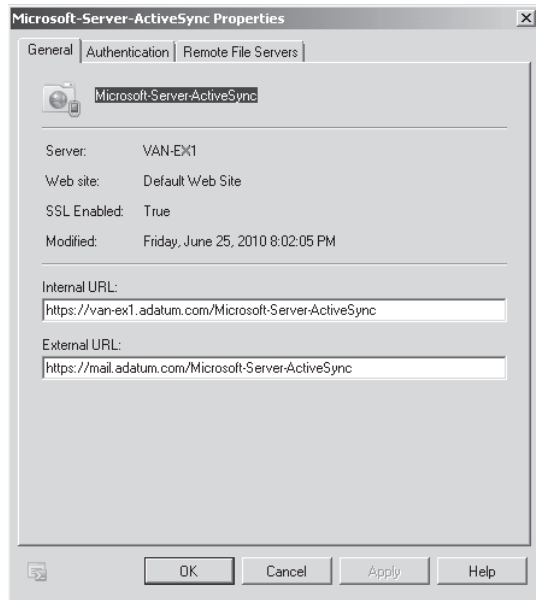 Microsoft-Server-ActiveSync Properties
General
Authentication
Remote File Servers
Microsoft-Server-ActiveSync
Server: VAN-EX1
Web site: Default Web Site
SSL Enabled: True
Modified: Friday, June 25, 2010 8:02:05 PM
Internal URL:
https://van-ex1.adatum.com/Microsoft-Server-ActiveSync
External URL:
https://mail.adatum.com/Microsoft-Server-ActiveSync
OK
Cancel
Apply
Help